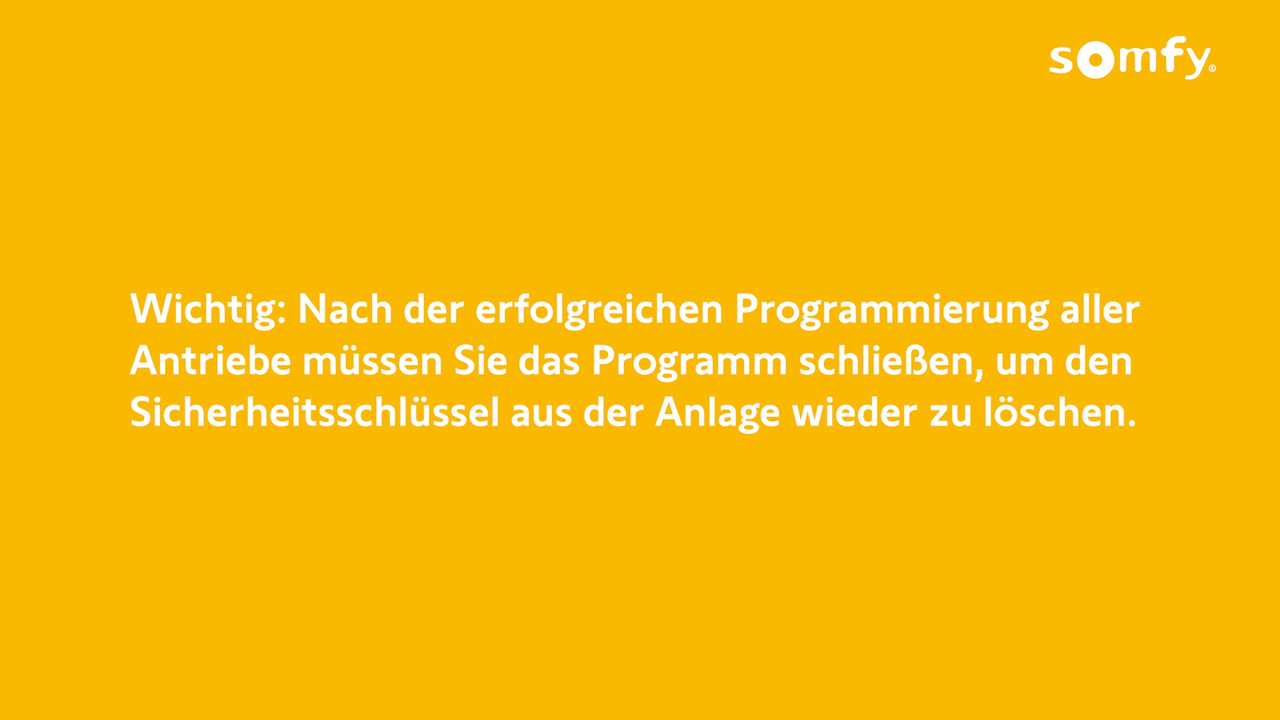 somfy®
Wichtig: Nach der erfolgreichen Programmierung aller
Antriebe müssen Sie das Programm schließen, um den
Sicherheitsschlüssel aus der Anlage wieder zu löschen.